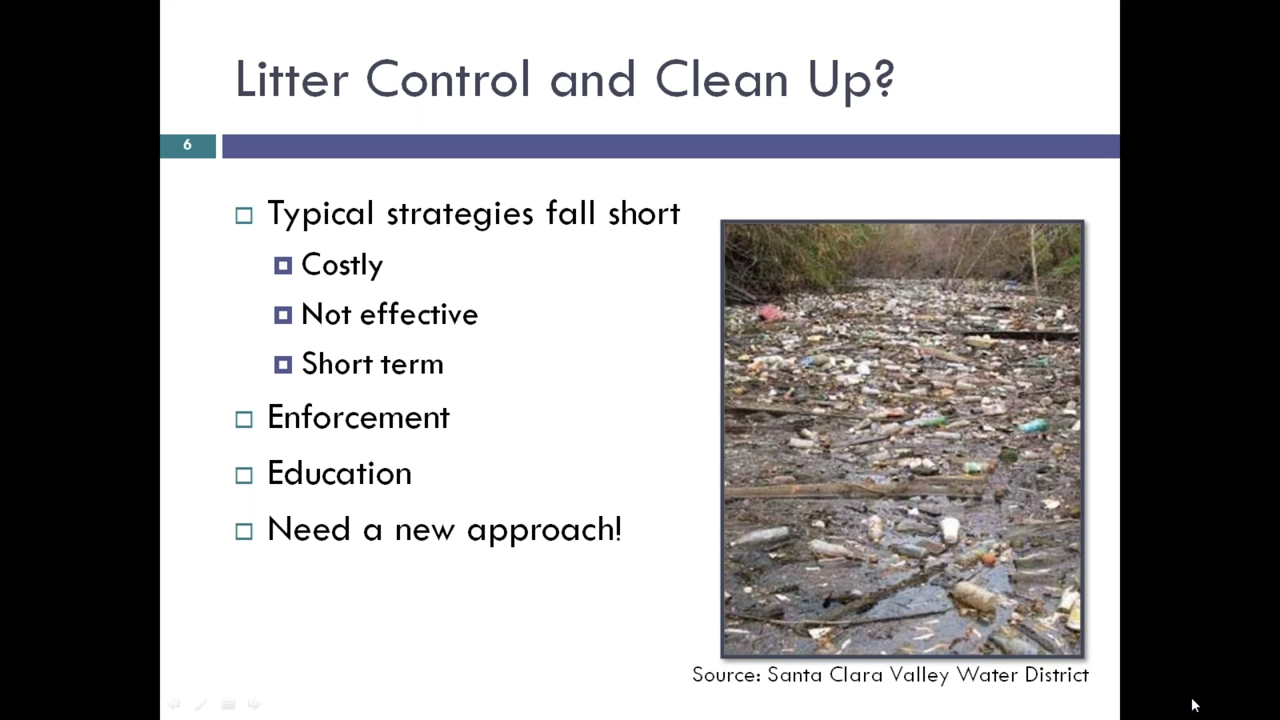 Litter Control and Clean Up?
6
Typical strategies fall short
Costly
Not effective
Short term
Enforcement
Education
Need a new approach!
Source: Santa Clara Valley Water District